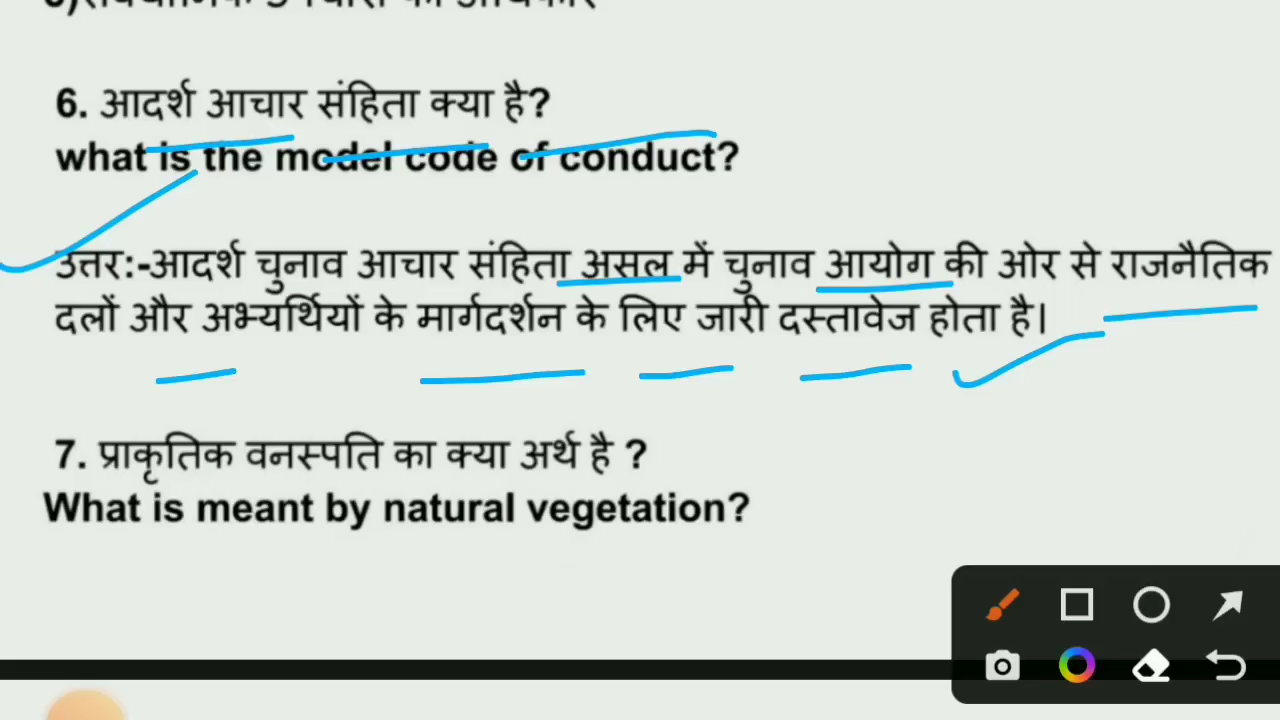 6. आदर्श आचार संहिता क्या है?
what is the model code of conduct?
उत्तर:-आदर्श चुनाव आचार संहिता असल में चुनाव आयोग की ओर से राजनैतिक
दलों और अभ्यर्थियों के मार्गदर्शन के लिए जारी दस्तावेज होता है।
7. प्राकृतिक वनस्पति का क्या अर्थ है ?
What is meant by natural vegetation?